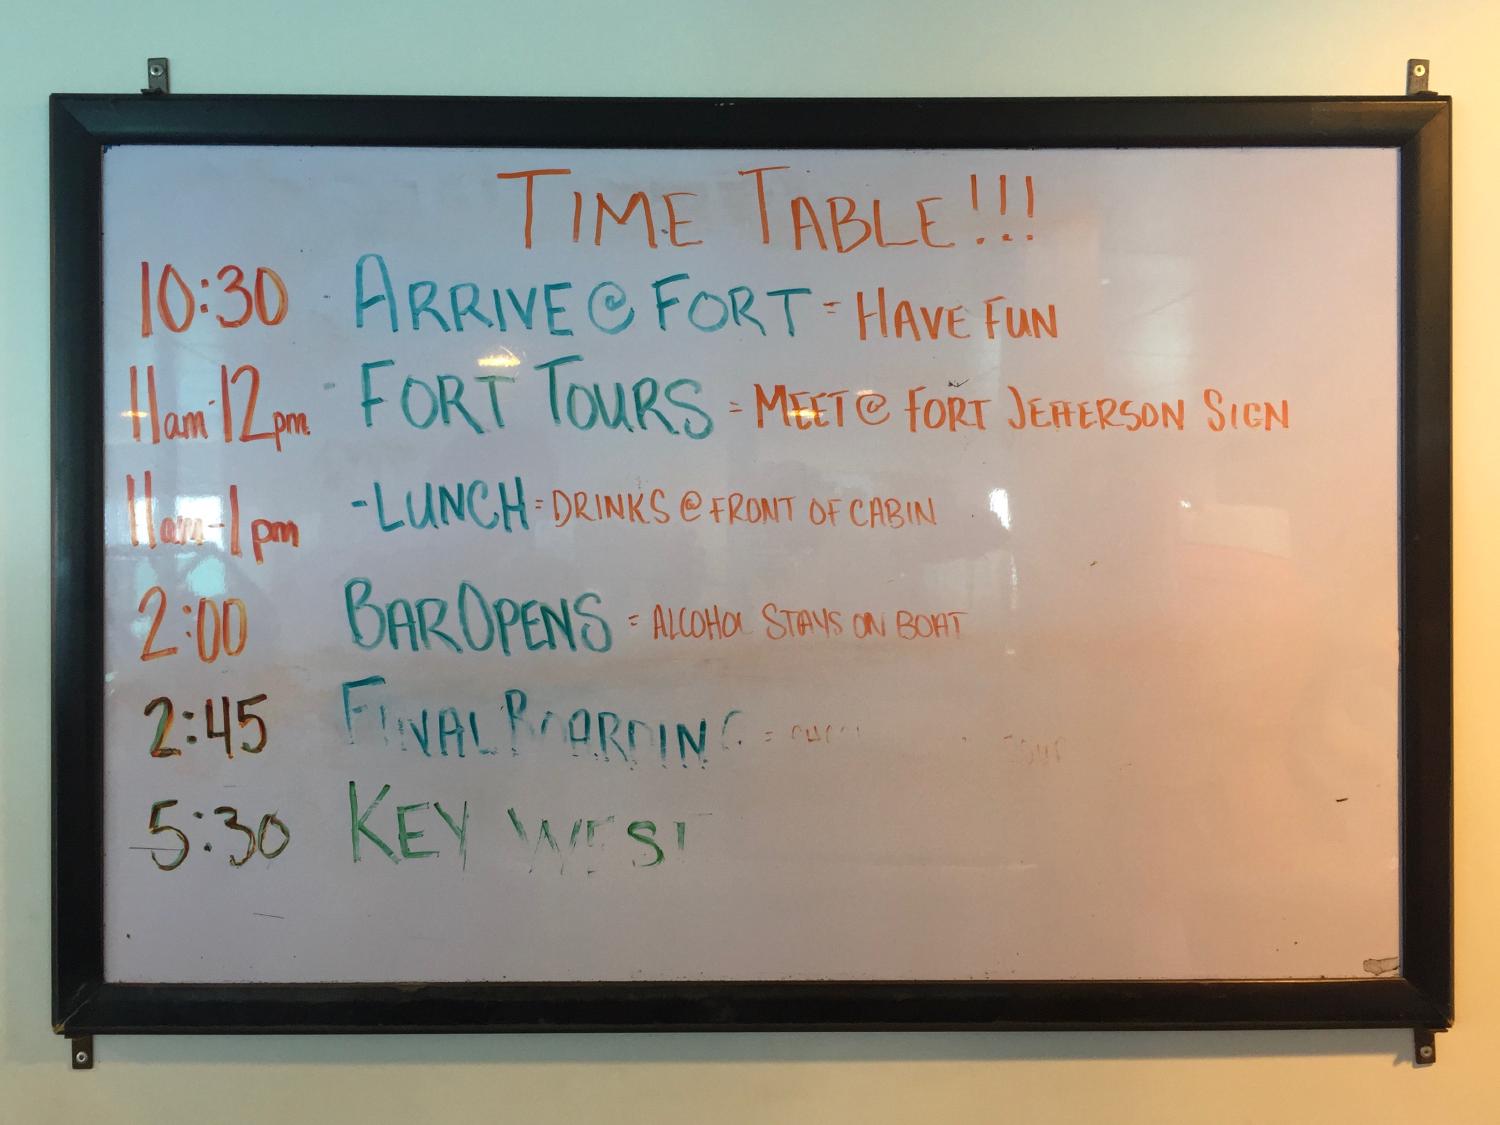 TIME TABLE!!!
10:30 - ARRIVE @ FORT = HAVE FUN
11am-12pm - FORT TOURS = MEET @ FORT JEFFERSON SIGN
11am-1pm - LUNCH = DRINKS @ FRONT OF CABIN
2:00 BAR OPENS = ALCOHOL STAYS ON BOAT
2:45 FINAL BOARDING =
5:30 KEY WEST